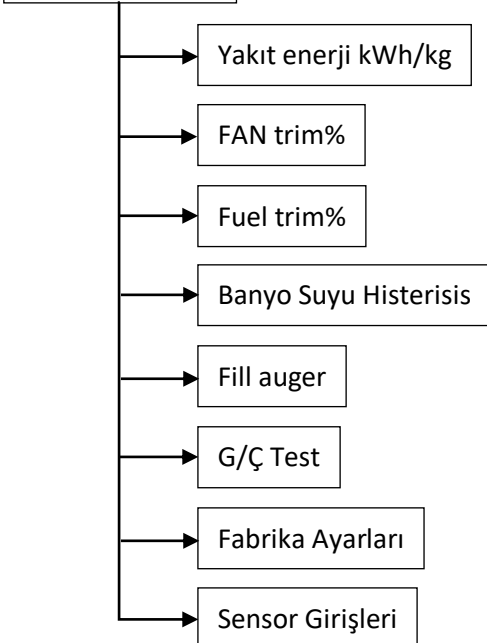 Yakıt enerji kWh/kg
FAN trim%
Fuel trim%
Banyo Suyu Histerisis
Fill auger
G/Ç Test
Fabrika Ayarları
Sensor Girişleri